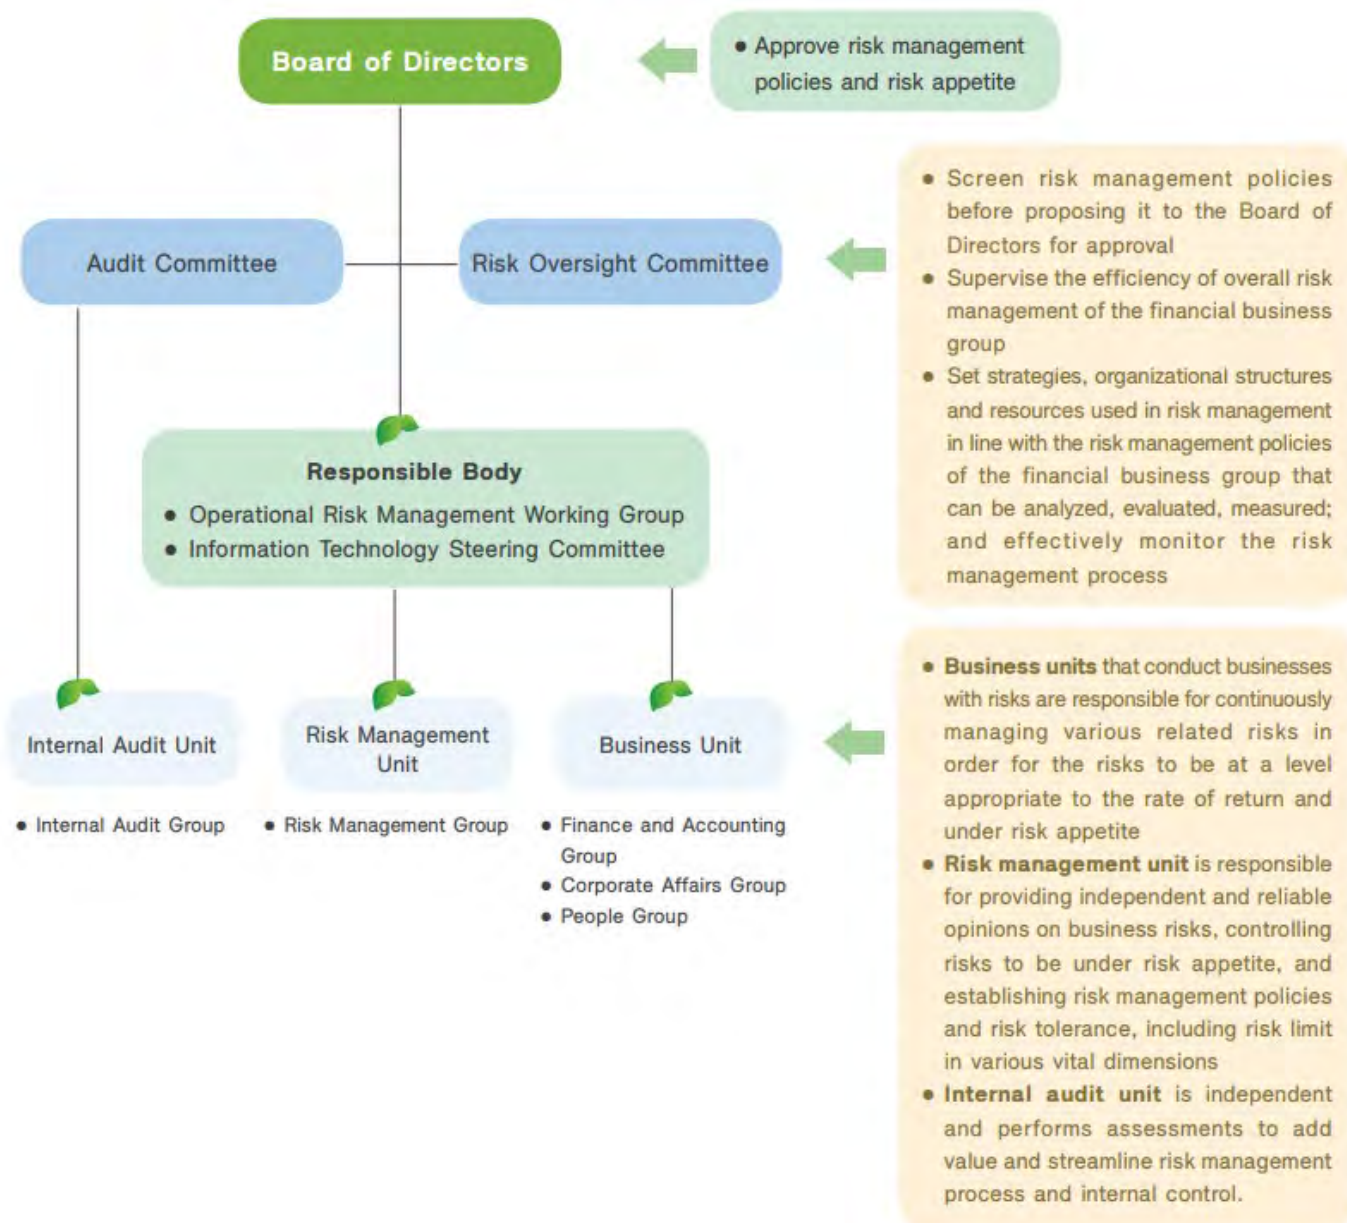 Board of Directors
● Approve risk management
policies and risk appetite
Audit Committee
Risk Oversight Committee
● Screen risk management policies
before proposing it to the Board of
Directors for approval
● Supervise the efficiency of overall risk
management of the financial business
group
● Set strategies, organizational structures
and resources used in risk management
in line with the risk management policies
of the financial business group that
can be analyzed, evaluated, measured;
and effectively monitor the risk
management process
Responsible Body
● Operational Risk Management Working Group
● Information Technology Steering Committee
Internal Audit Unit
● Internal Audit Group
Risk Management
Unit
● Risk Management Group
Business Unit
● Finance and Accounting
Group
● Corporate Affairs Group
● People Group
● Business units that conduct businesses
with risks are responsible for continuously
managing various related risks in
order for the risks to be at a level
appropriate to the rate of return and
under risk appetite
● Risk management unit is responsible
for providing independent and reliable
opinions on business risks, controlling
risks to be under risk appetite, and
establishing risk management policies
and risk tolerance, including risk limit
in various vital dimensions
● Internal audit unit is independent
and performs assessments to add
value and streamline risk management
process and internal control.